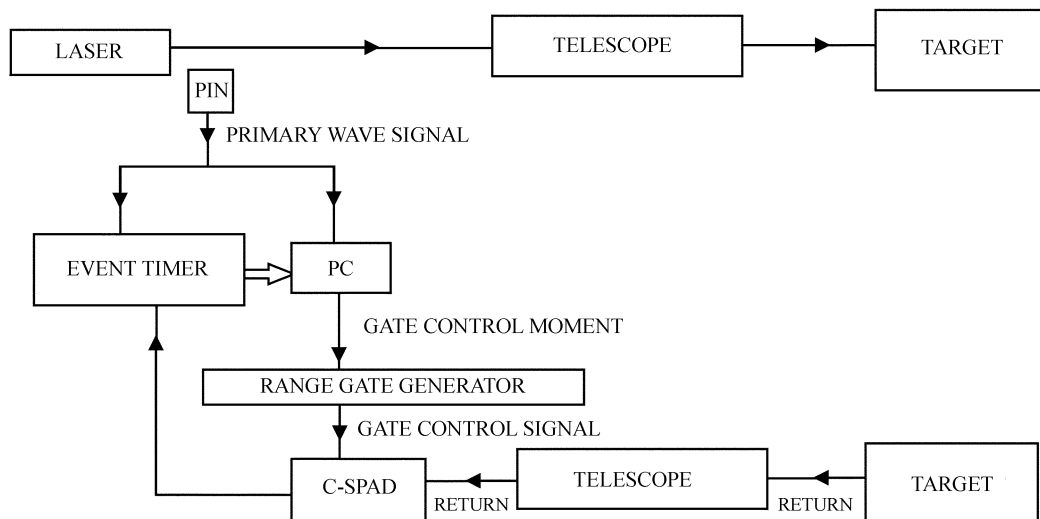 LASER
TELESCOPE
TARGET
PIN
PRIMARY WAVE SIGNAL
EVENT TIMER
PC
GATE CONTROL MOMENT
RANGE GATE GENERATOR
GATE CONTROL SIGNAL
C-SPAD
RETURN
TELESCOPE
RETURN
TARGET